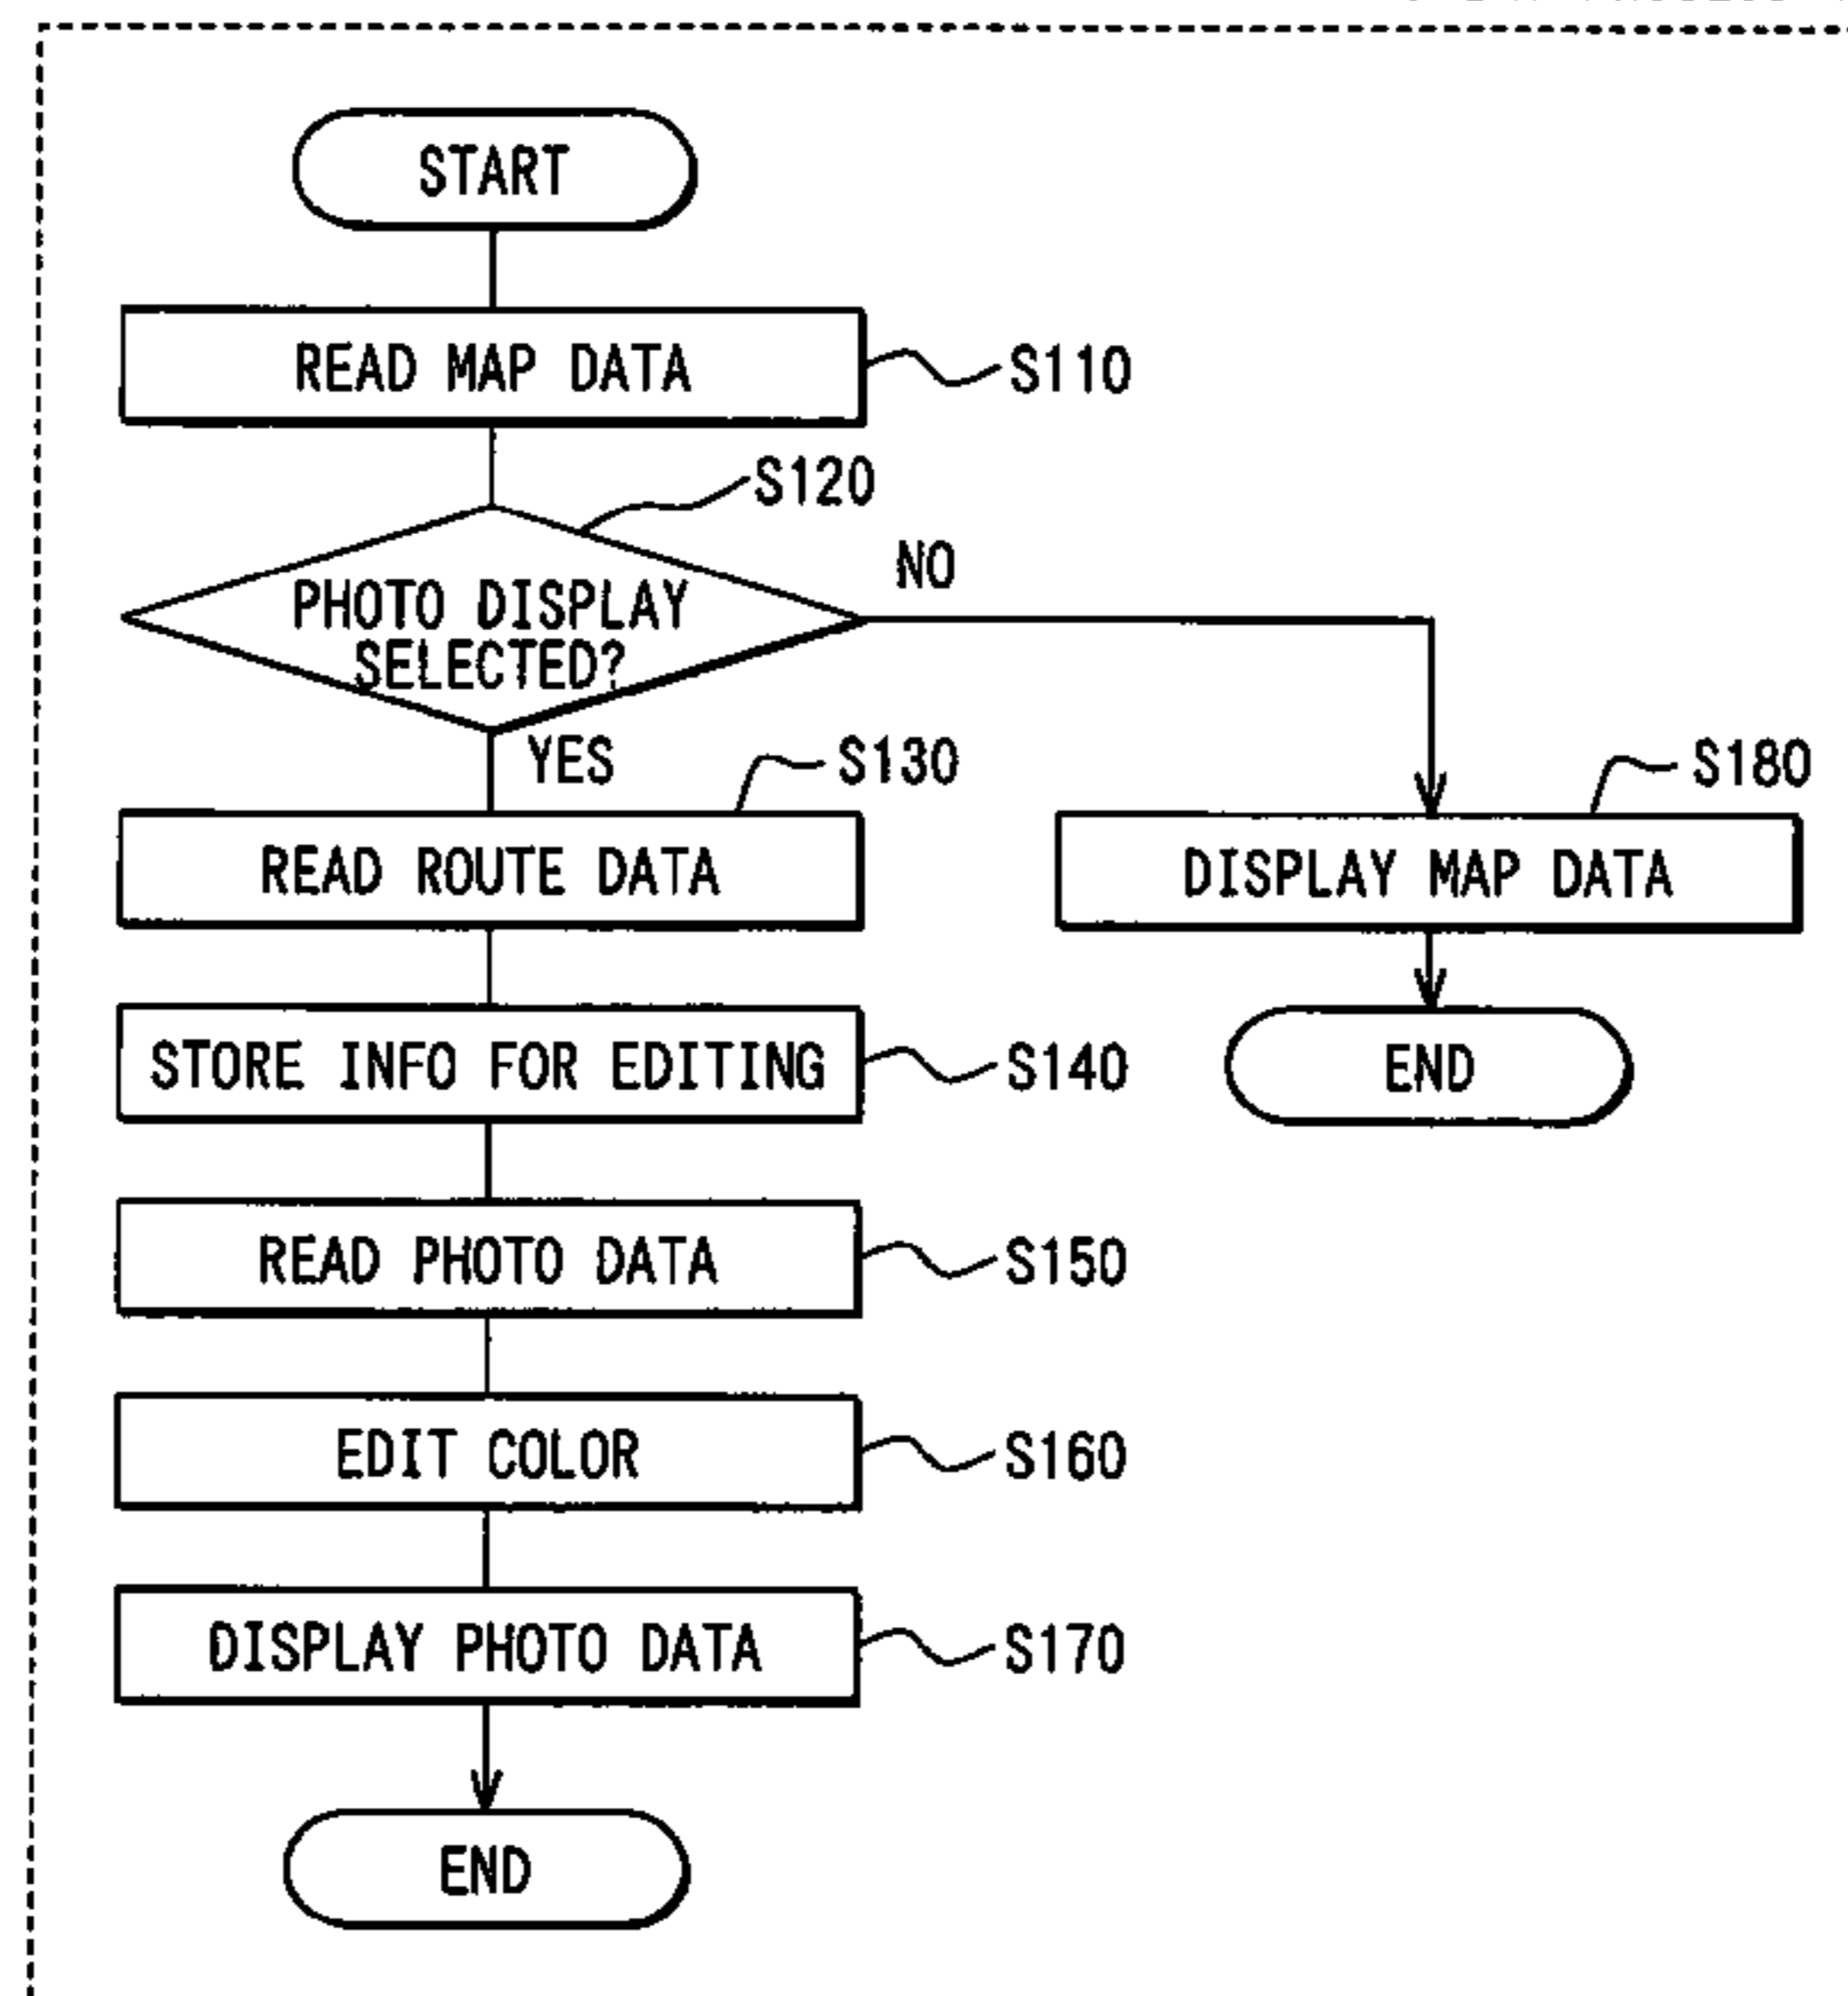 START
READ MAP DATA
S110
S120
PHOTO DISPLAY
SELECTED?
NO
YES
S130
S180
READ ROUTE DATA
DISPLAY MAP DATA
STORE INFO FOR EDITING
S140
END
READ PHOTO DATA
S150
EDIT COLOR
S160
DISPLAY PHOTO DATA
S170
END